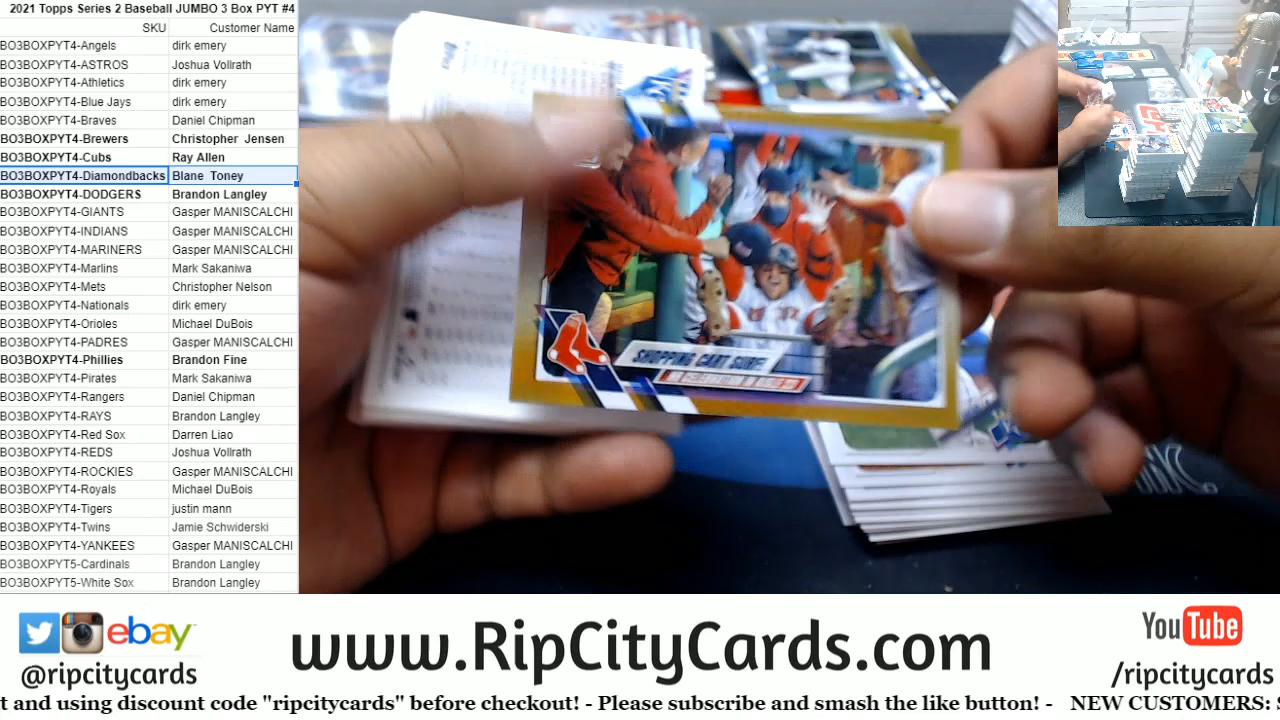 2021 Topps Series 2 Baseball JUMBO 3 Box PYT #4
SKU Customer Name
BO3BOXPYT4-Angels dirk emery
BO3BOXPYT4-ASTROS Joshua Vollrath
BO3BOXPYT4-Athletics dirk emery
BO3BOXPYT4-Blue Jays dirk emery
BO3BOXPYT4-Braves Daniel Chipman
BO3BOXPYT4-Brewers Christopher Jensen
BO3BOXPYT4-Cubs Ray Allen
BO3BOXPYT4-Diamondbacks Blane Toney
BO3BOXPYT4-DODGERS Brandon Langley
BO3BOXPYT4-GIANTS Gasper MANISCALCHI
BO3BOXPYT4-INDIANS Gasper MANISCALCHI
BO3BOXPYT4-MARINERS Gasper MANISCALCHI
BO3BOXPYT4-Marlins Mark Sakaniwa
BO3BOXPYT4-Mets Christopher Nelson
BO3BOXPYT4-Nationals dirk emery
BO3BOXPYT4-Orioles Michael DuBois
BO3BOXPYT4-PADRES Gasper MANISCALCHI
BO3BOXPYT4-Phillies Brandon Fine
BO3BOXPYT4-Pirates Mark Sakaniwa
BO3BOXPYT4-Rangers Daniel Chipman
BO3BOXPYT4-RAYS Brandon Langley
BO3BOXPYT4-Red Sox Darren Liao
BO3BOXPYT4-REDS Joshua Vollrath
BO3BOXPYT4-ROCKIES Gasper MANISCALCHI
BO3BOXPYT4-Royals Michael DuBois
BO3BOXPYT4-Tigers justin mann
BO3BOXPYT4-Twins Jamie Schwiderski
BO3BOXPYT4-YANKEES Gasper MANISCALCHI
BO3BOXPYT5-Cardinals Brandon Langley
BO3BOXPYT5-White Sox Brandon Langley
SHOPPING CART SURF
ebay
@ripcitycards
www.RipCityCards.com
YouTube
/ripcitycards
t and using discount code "ripcitycards" before checkout! - Please subscribe and smash the like button! - NEW CUSTOMERS: